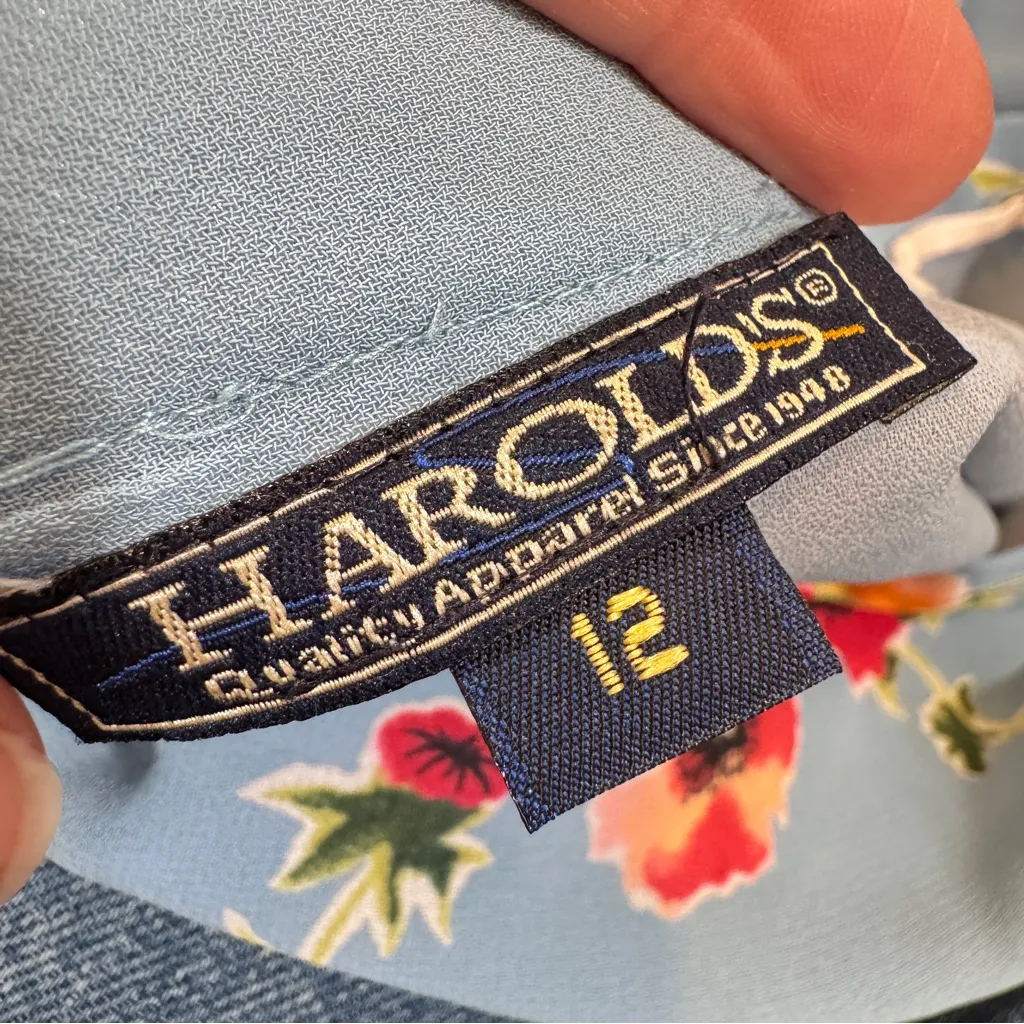 HAROLD'S®
Quality Apparel Since 1948
12